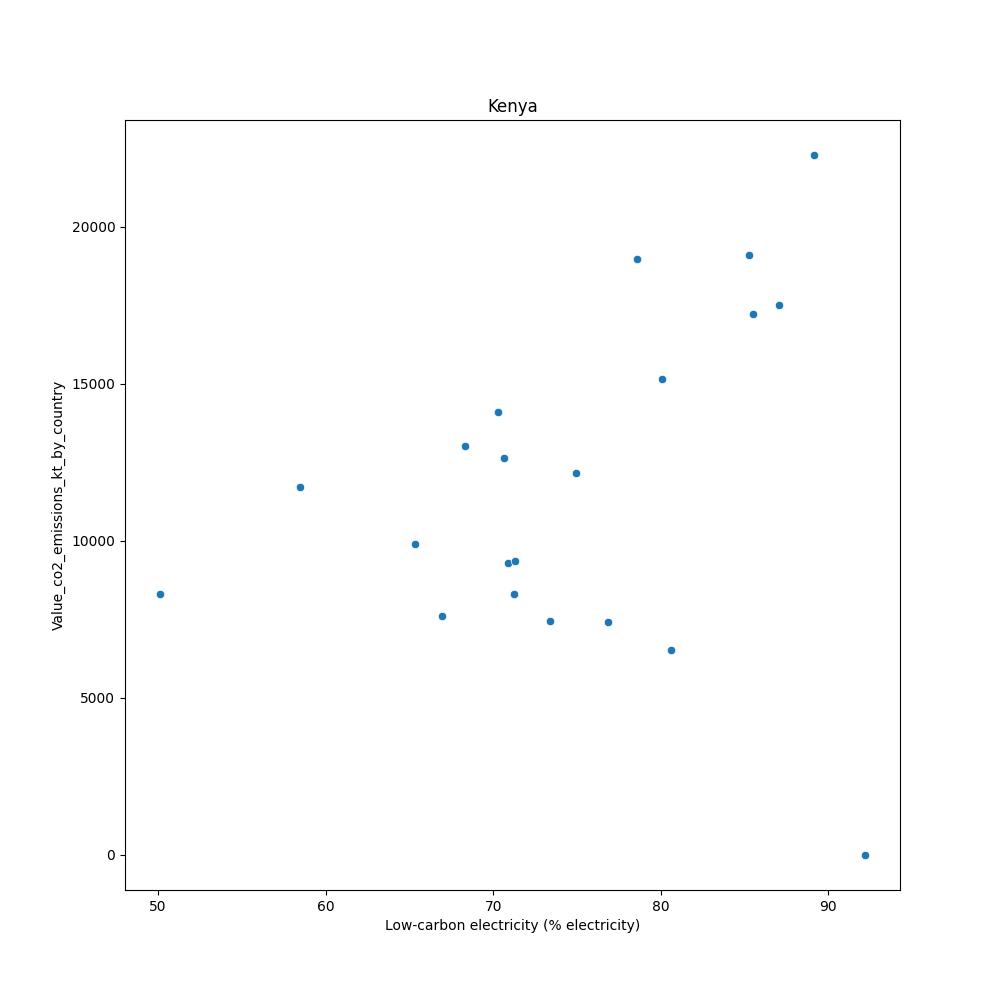 Kenya
20000
15000
10000
5000
0
Value_co2_emissions_kt_by_country
50 60 70 80 90
Low-carbon electricity (% electricity)